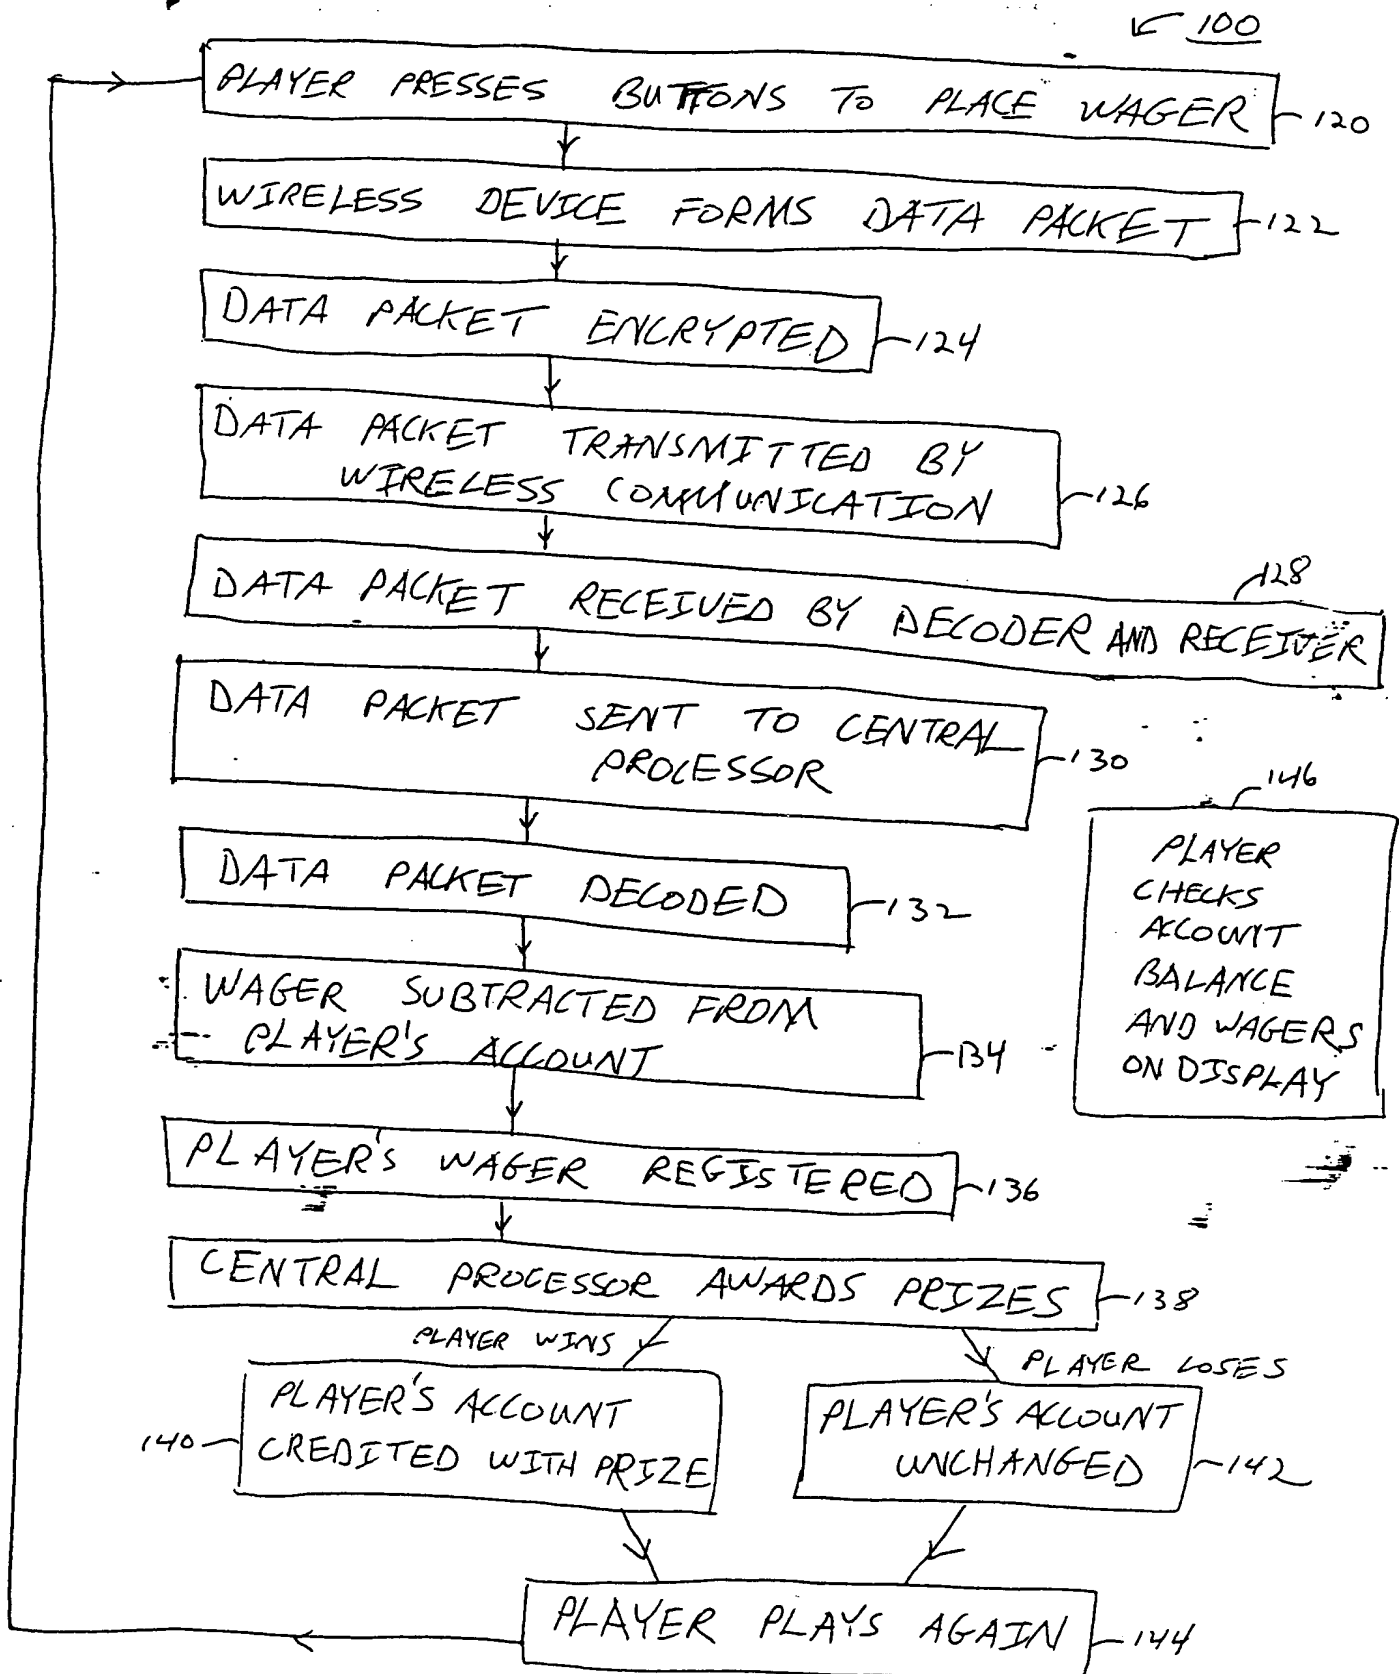 100
PLAYER PRESSES BUTTONS TO PLACE WAGER
120
WIRELESS DEVICE FORMS DATA PACKET
122
DATA PACKET ENCRYPTED
124
DATA PACKET TRANSMITTED BY
WIRELESS COMMUNICATION
126
128
DATA PACKET RECEIVED BY DECODER AND RECEIVER
DATA PACKET SENT TO CENTRAL
PROCESSOR
130
146
PLAYER
CHECKS
ACCOUNT
BALANCE
AND WAGERS
ON DISPLAY
DATA PACKET DECODED
132
WAGER SUBTRACTED FROM
PLAYER'S ACCOUNT
134
PLAYER'S WAGER REGISTERED
136
CENTRAL PROCESSOR AWARDS PRIZES
138
PLAYER WINS
PLAYER LOSES
PLAYER'S ACCOUNT
CREDITED WITH PRIZE
140
PLAYER'S ACCOUNT
UNCHANGED
142
PLAYER PLAYS AGAIN
144